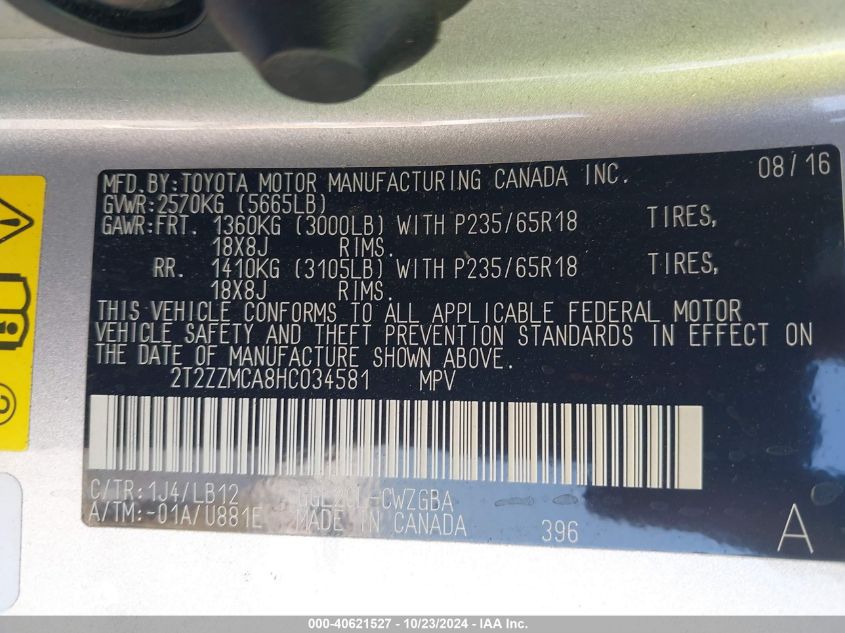 MFD. BY: TOYOTA MOTOR MANUFACTURING CANADA INC. 08/16
GVWR: 2570KG (5665LB)
GAWR: FRT. 1360KG (3000LB) WITH P235/65R18 TIRES,
18X8J RIMS.
RR. 1410KG (3105LB) WITH P235/65R18 TIRES,
18X8J RIMS.
THIS VEHICLE CONFORMS TO ALL APPLICABLE FEDERAL MOTOR
VEHICLE SAFETY AND THEFT PREVENTION STANDARDS IN EFFECT ON
THE DATE OF MANUFACTURE SHOWN ABOVE.
2T2ZZMCA8HC034581 MPV
C/TR: 1J4/LB12
A/TM: -01A/U881E MADE IN CANADA 396 A
000-40621527 - 10/23/2024 - IAA Inc.